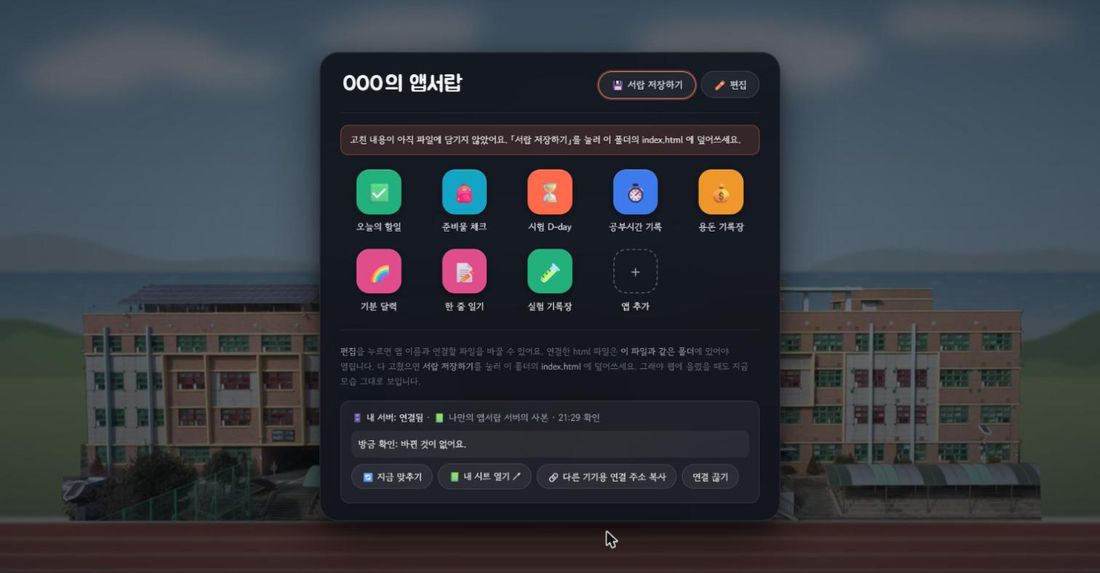 000의 앱서랍
서랍 저장하기
편집
고친 내용이 아직 파일에 담기지 않았어요. 「서랍 저장하기」를 눌러 이 폴더의 index.html 에 덮어쓰세요.
오늘의 할일
준비물 체크
시험 D-day
공부시간 기록
용돈 기록장
기분 달력
한 줄 일기
실험 기록장
앱 추가
편집을 누르면 앱 이름과 연결할 파일을 바꿀 수 있어요. 연결한 html 파일은 이 파일과 같은 폴더에 있어야
열립니다. 다 고쳤으면 서랍 저장하기를 눌러 이 폴더의 index.html 에 덮어쓰세요. 그래야 웹에 올렸을 때도 지금
모습 그대로 보입니다.
내 서버: 연결됨 · 나만의 앱서랍 서버의 사본 · 21:29 확인
방금 확인: 바뀐 것이 없어요.
지금 맞추기
내 시트 열기 ↗
다른 기기용 연결 주소 복사
연결 끊기